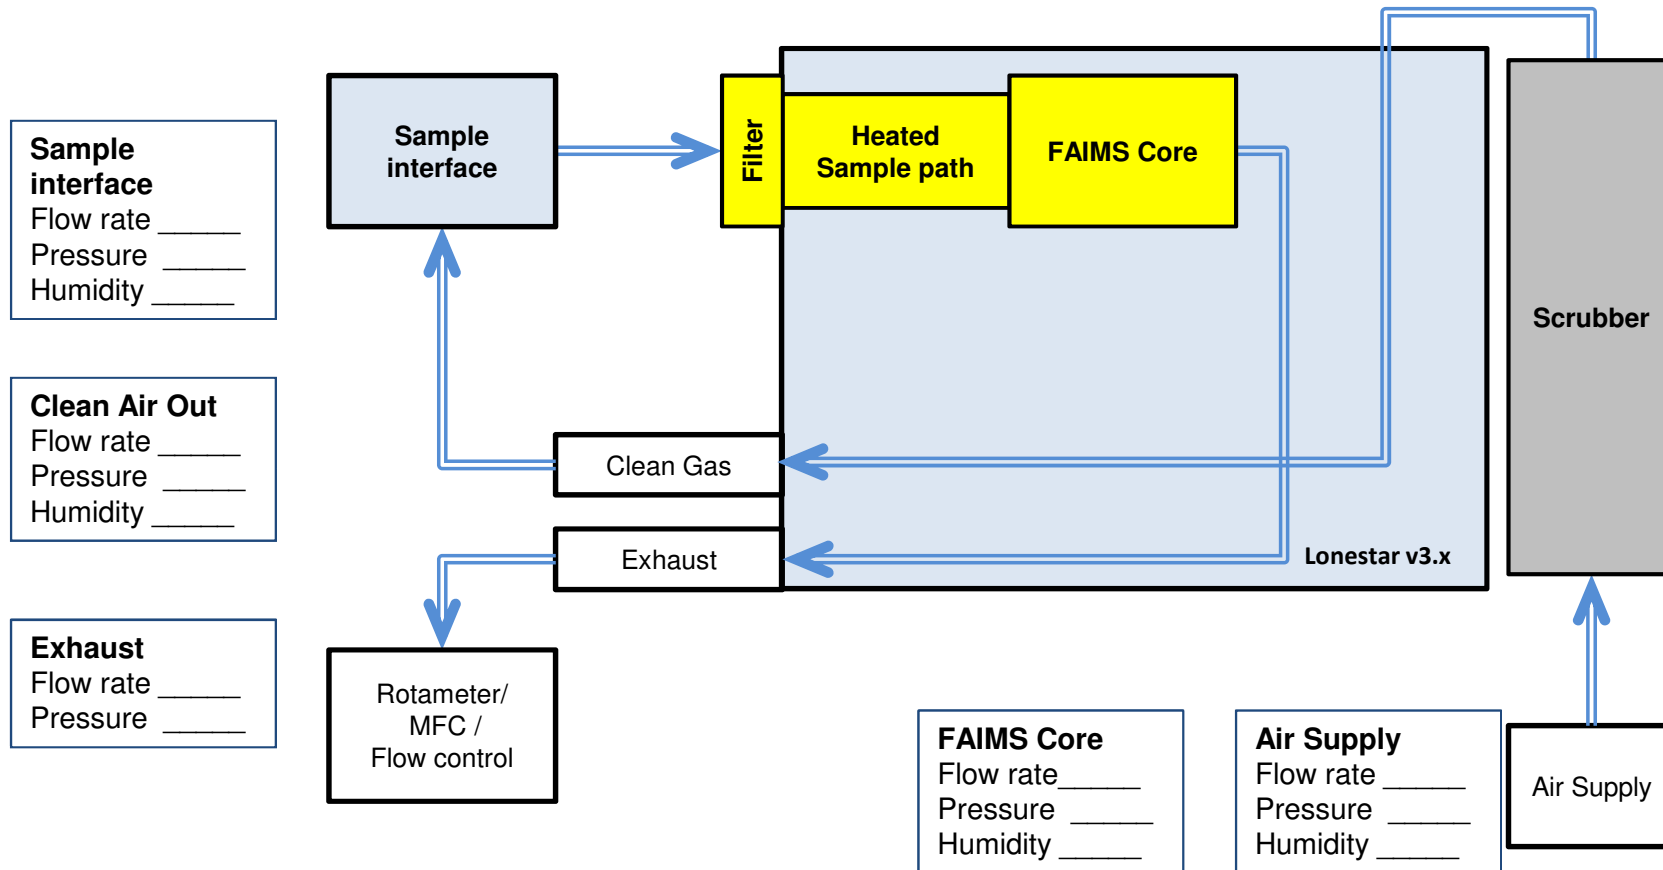 Sample
interface
Flow rate _____
Pressure _____
Humidity _____
Clean Air Out
Flow rate _____
Pressure _____
Humidity _____
Exhaust
Flow rate _____
Pressure _____
Sample
interface
Filter
Heated
Sample path
FAIMS Core
Scrubber
Clean Gas
Exhaust
Lonestar v3.x
Rotameter/
MFC /
Flow control
FAIMS Core
Flow rate_____
Pressure _____
Humidity _____
Air Supply
Flow rate _____
Pressure _____
Humidity _____
Air Supply